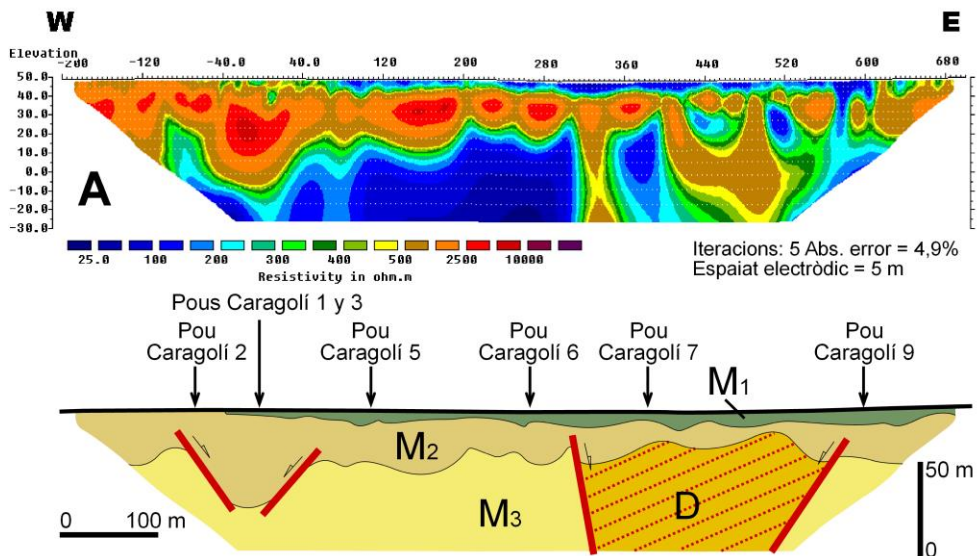 W
E
Elevation
-200 -120 -40.0 40.0 120 200 280 360 440 520 600 680
50.0
40.0
30.0
20.0
10.0
0.0
-10.0
-20.0
-30.0
A
25.0 100 200 300 400 500 2500 10000
Resistivity in ohm.m
Iteracions: 5 Abs. error = 4,9%
Espaiat electròdic = 5 m
Pous Caragolí 1 y 3
Pou Caragolí 2
Pou Caragolí 5
Pou Caragolí 6
Pou Caragolí 7
Pou Caragolí 9
M1
M2
M3
D
0 100 m
50 m
0